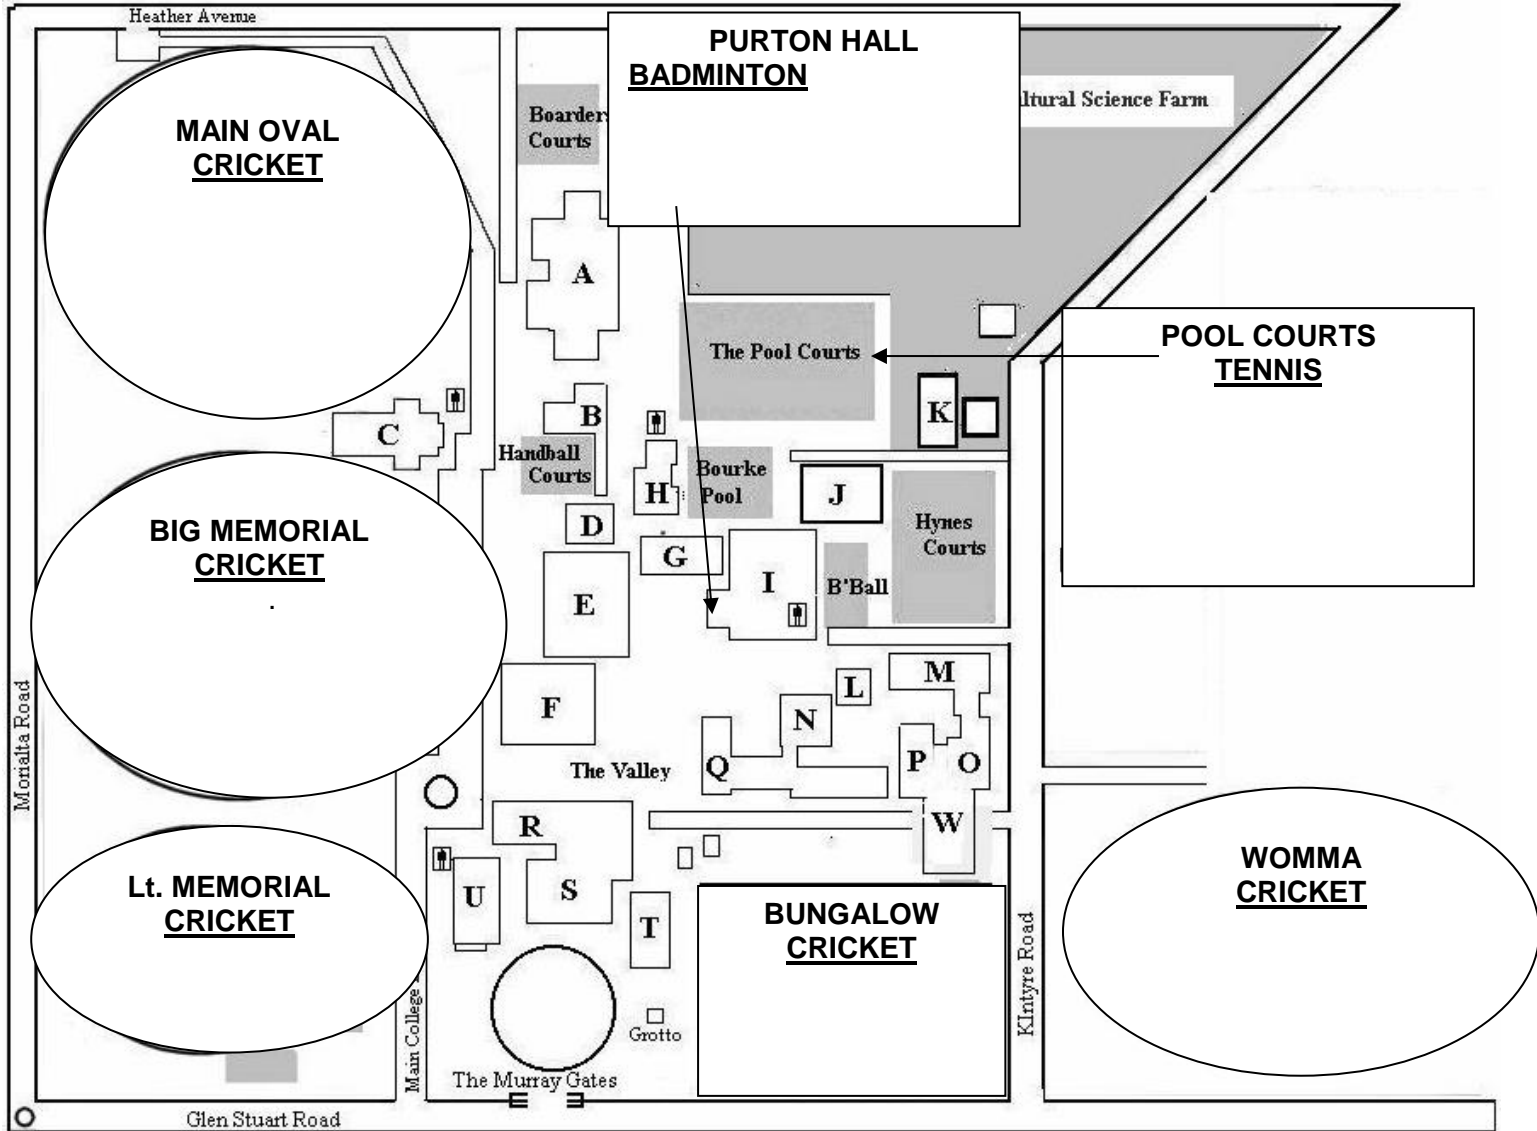 Heather Avenue
PURTON HALL
BADMINTON
MAIN OVAL
CRICKET
Boarder
Courts
ltural Science Farm
A
The Pool Courts
POOL COURTS
TENNIS
K
B
C
Handball
Courts
H
Bourke
Pool
J
Hynes
Courts
D
G
I
B'Ball
BIG MEMORIAL
CRICKET
.
E
F
L
M
N
Q
P
O
The Valley
Morialta Road
R
W
S
U
T
Lt. MEMORIAL
CRICKET
BUNGALOW
CRICKET
WOMMA
CRICKET
Main College
KIntyre Road
Grotto
The Murray Gates
Glen Stuart Road